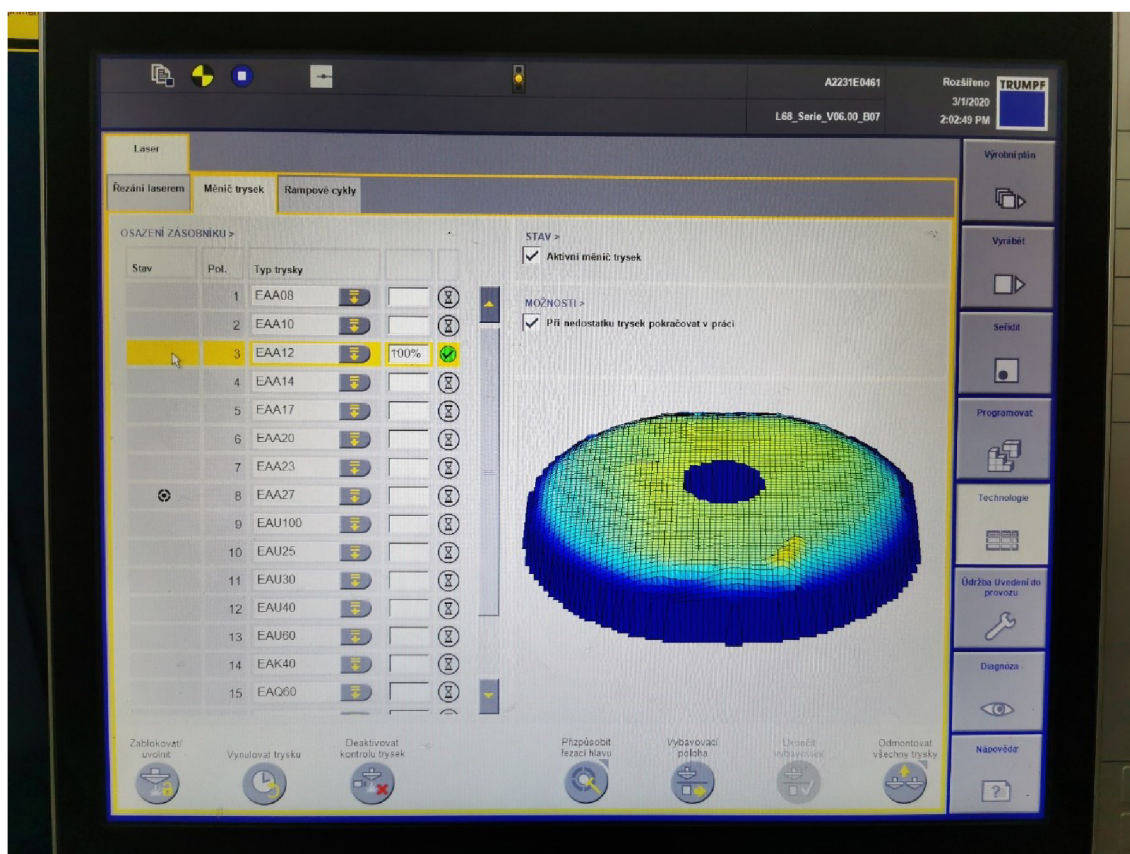 A2231E0461
Rozšířeno
TRUMPF
3/1/2020
L68_Serie_V06.00_B07
2:02:49 PM
Laser
Řezání laserem
Měnič trysek
Rampové cykly
OSAZENÍ ZÁSOBNÍKU >
Stav
Pol.
Typ trysky
1 EAA08
2 EAA10
3 EAA12 100%
4 EAA14
5 EAA17
6 EAA20
7 EAA23
8 EAA27
9 EAU100
10 EAU25
11 EAU30
12 EAU40
13 EAU60
14 EAK40
15 EAQ60
STAV >
Aktivní měnič trysek
MOŽNOSTI >
Při nedostatku trysek pokračovat v práci
Zablokovat/
uvolnit
Vynulovat trysku
Deaktivovat
kontrolu trysek
Přizpůsobit
řezací hlavu
Vybavovací
poloha
Ukončit
Odmontovat
všechny trysky
Výrobní plán
Vyrábět
Seřídit
Programovat
Technologie
Údržba Uvedení do
provozu
Diagnóza
Nápověda
?